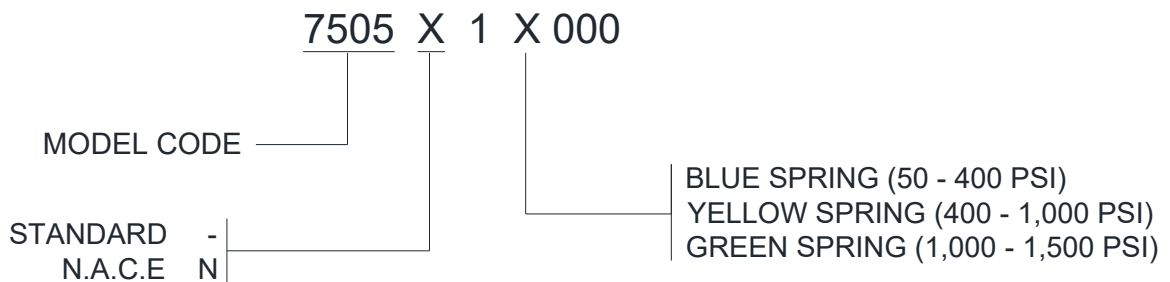 7505 X 1 X 000
MODEL CODE
STANDARD -
N.A.C.E N
BLUE SPRING (50 - 400 PSI)
YELLOW SPRING (400 - 1,000 PSI)
GREEN SPRING (1,000 - 1,500 PSI)